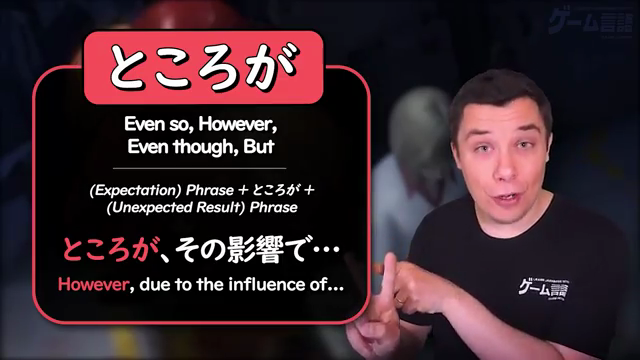 ところが
Even so, However,
Even though, But
(Expectation) Phrase + ところが +
(Unexpected Result) Phrase
ところが、その影響で…
However, due to the influence of...
ゲーム言語
ゲーム言語